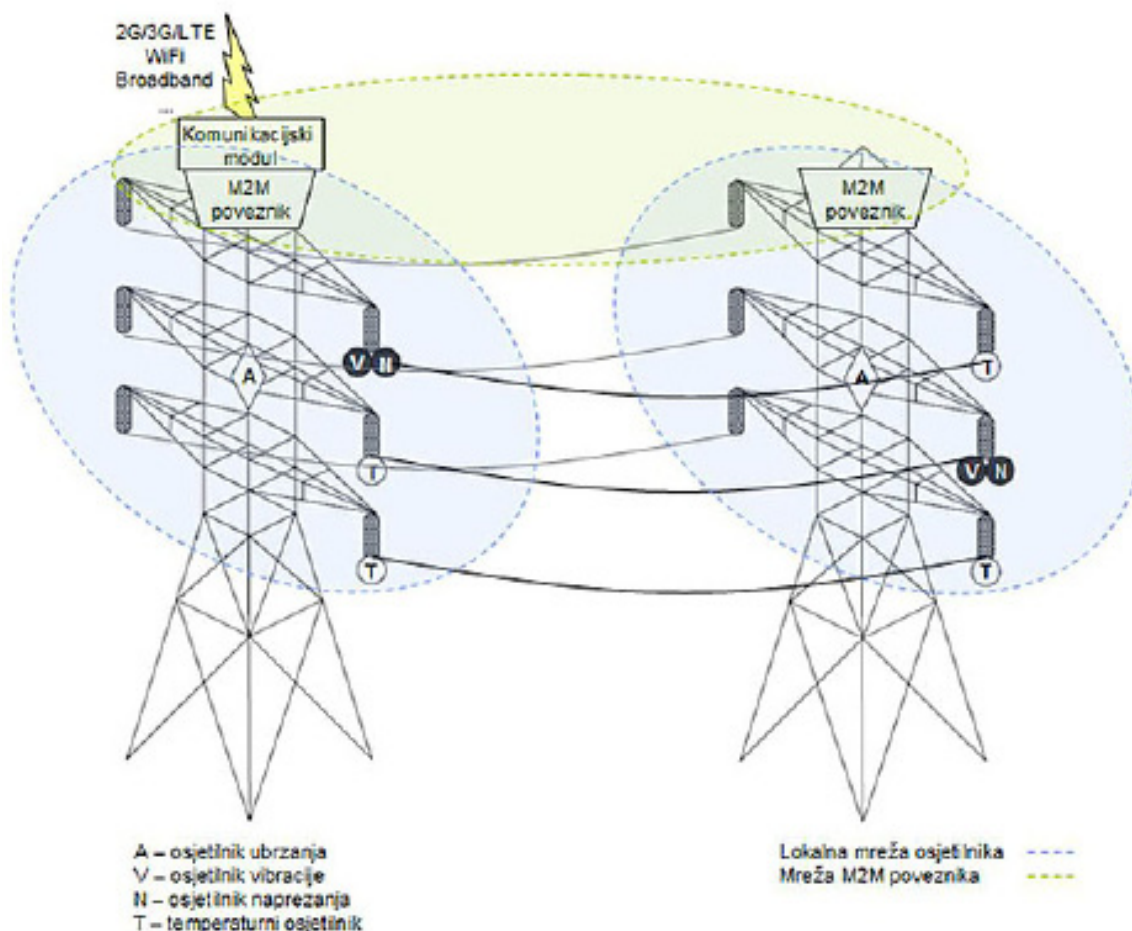 2G/3G/LTE
WiFi
Broadband
...
Komunikacijski
modul
M2M
poveznik
M2M
poveznik
V N
T
A
A
T
V N
T
T
A – osjetilnik ubrzanja
V – osjetilnik vibracije
N – osjetilnik naprezanja
T – temperaturni osjetilnik
Lokalna mreža osjetilnika
Mreža M2M poveznika